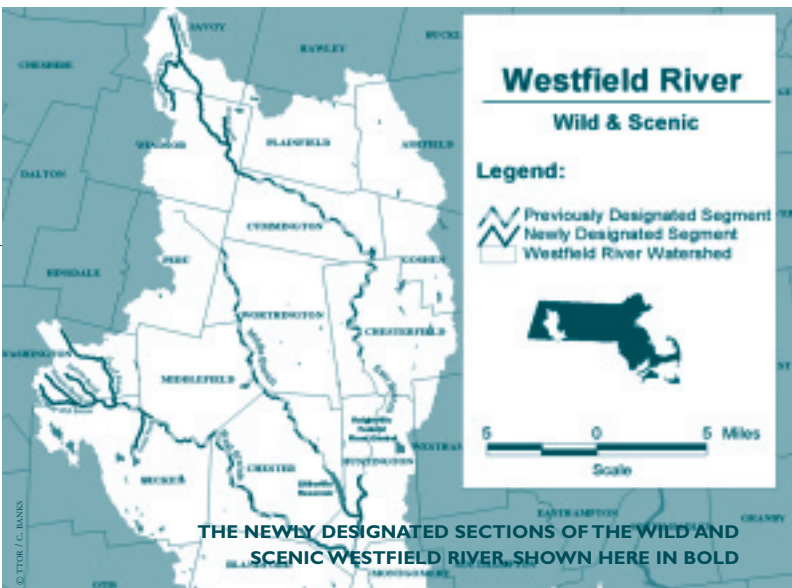 SAVOY
HAWLEY
CHESHIRE
WINDSOR
PLAINFIELD
ASHFIELD
DALTON
CUMMINGTON
PERU
GOSHEN
HINSDALE
WORTHINGTON
CHESTERFIELD
WASHINGTON
MIDDLEFIELD
HUNTINGTON
BECKET
CHESTER
EASTHAMPTON
GRANBY
MONTGOMERY
OTIS
Westfield River
Wild & Scenic
Legend:
Previously Designated Segment
Newly Designated Segment
Westfield River Watershed
5 0 5 Miles
Scale
THE NEWLY DESIGNATED SECTIONS OF THE WILD AND
SCENIC WESTFIELD RIVER, SHOWN HERE IN BOLD
© TTOR / C. BANKS